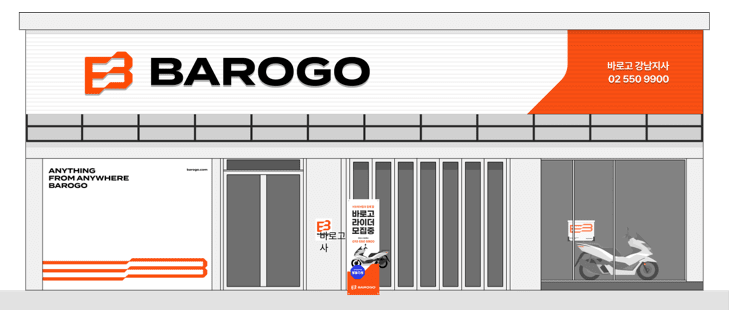 BAROGO
바로고 강남지사
02 550 9900
ANYTHING
FROM ANYWHERE
BAROGO
barogo.com
바로고
사
바로고
라이더
모집중
BAROGO